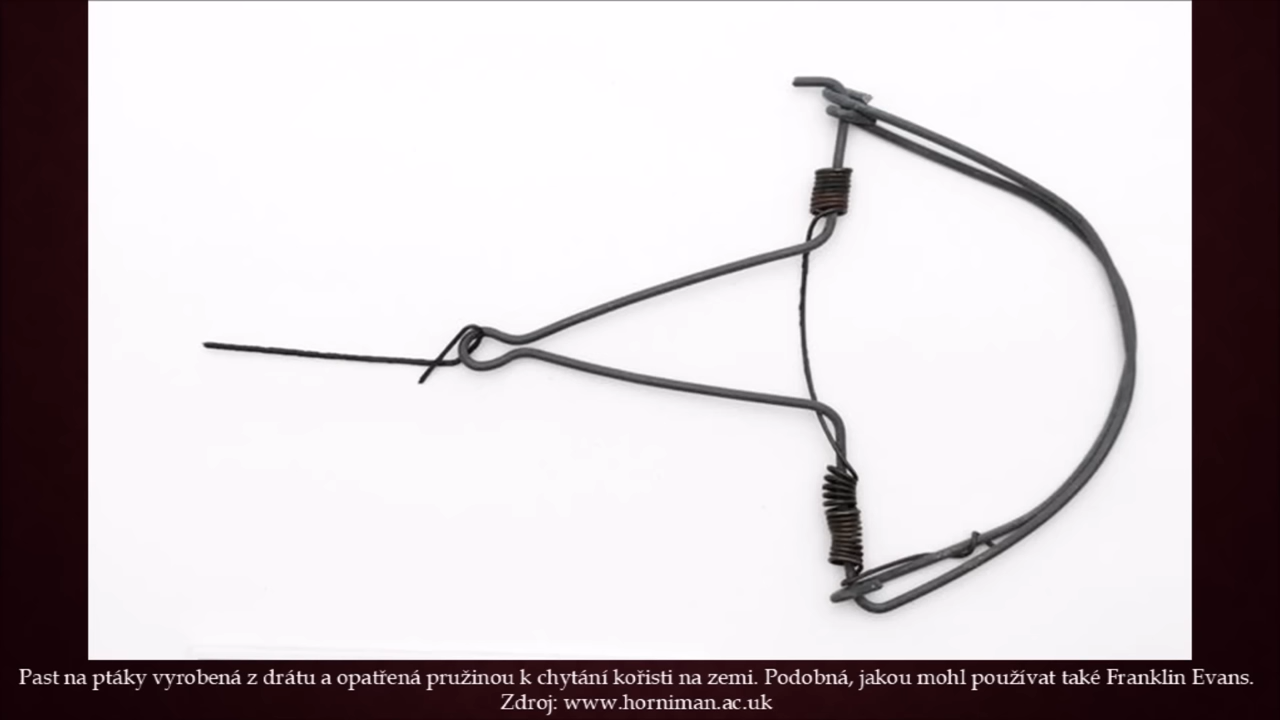 Past na ptáky vyrobená z drátu a opatřená pružinou k chytání kořisti na zemi. Podobná, jakou mohl používat také Franklin Evans.
Zdroj: www.horniman.ac.uk